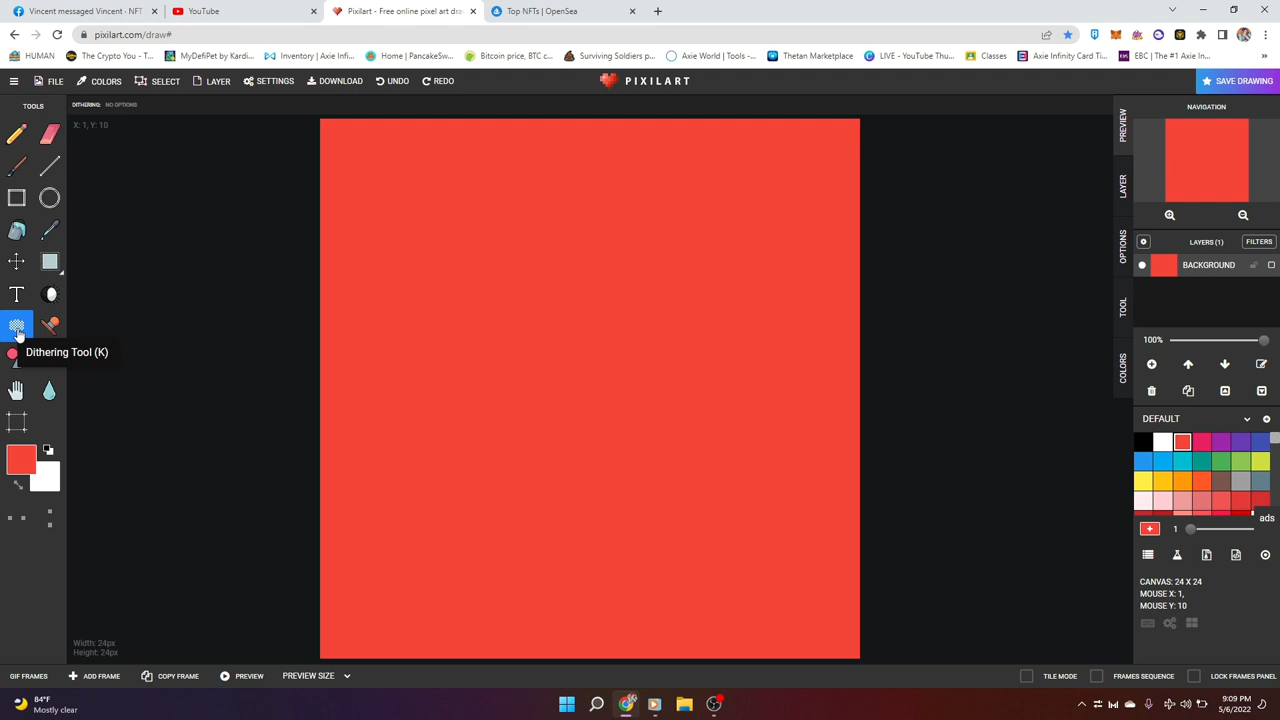 Vincent messaged Vincent - NFT
YouTube
Pixilart - Free online pixel art dra
Top NFTs | OpenSea
pixilart.com/draw#
HUMAN
The Crypto You - T...
MyDefiPet by Kardi...
Inventory | Axie Infi...
Home | PancakeSw...
Bitcoin price, BTC c...
Surviving Soldiers p...
Axie World | Tools -...
Thetan Marketplace
LIVE - YouTube Thu...
Classes
Axie Infinity Card Ti...
EBC | The #1 Axie In...
FILE
COLORS
SELECT
LAYER
SETTINGS
DOWNLOAD
UNDO
REDO
PIXILART
SAVE DRAWING
TOOLS
DITHERING: NO OPTIONS
X: 1, Y: 10
T
Dithering Tool (K)
Width: 24px
Height: 24px
PREVIEW
LAYER
OPTIONS
TOOL
COLORS
NAVIGATION
LAYERS (1)
FILTERS
BACKGROUND
100%
DEFAULT
ads
1
CANVAS: 24 X 24
MOUSE X: 1,
MOUSE Y: 10
GIF FRAMES
ADD FRAME
COPY FRAME
PREVIEW
PREVIEW SIZE
TILE MODE
FRAMES SEQUENCE
LOCK FRAMES PANEL
84°F
Mostly clear
9:09 PM
5/6/2022